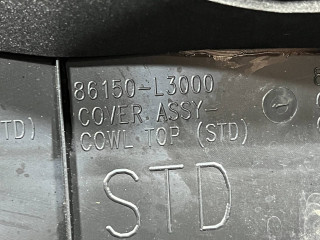 86150-L3000
COVER ASSY-
COWL TOP (STD)
TD)
STD